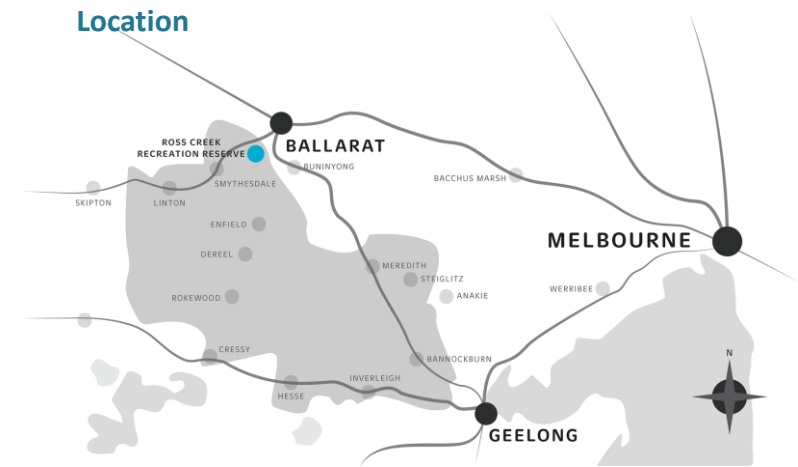 Location
ROSS CREEK
RECREATION RESERVE
BALLARAT
BUNINYONG
BACCHUS MARSH
SMYTHESDALE
SKIPTON
LINTON
ENFIELD
MELBOURNE
DEREEL
MEREDITH
STEIGLITZ
ROKEWOOD
ANAKIE
WERRIBEE
CRESSY
N
BANNOCKBURN
INVERLEIGH
HESSE
GEELONG